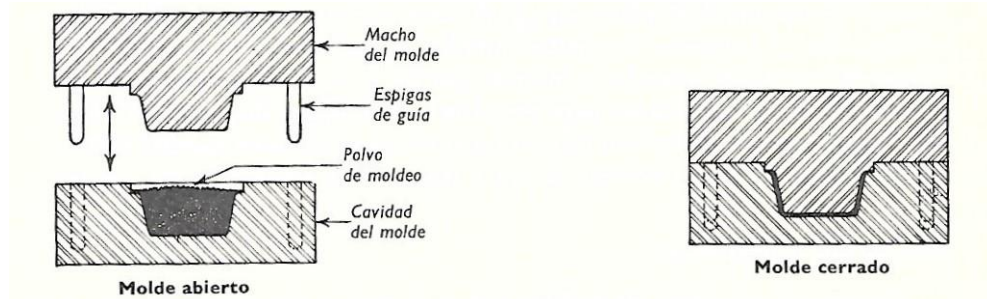 Macho
del molde
Espigas
de guía
Polvo
de moldeo
Cavidad
del molde
Molde abierto
Molde cerrado